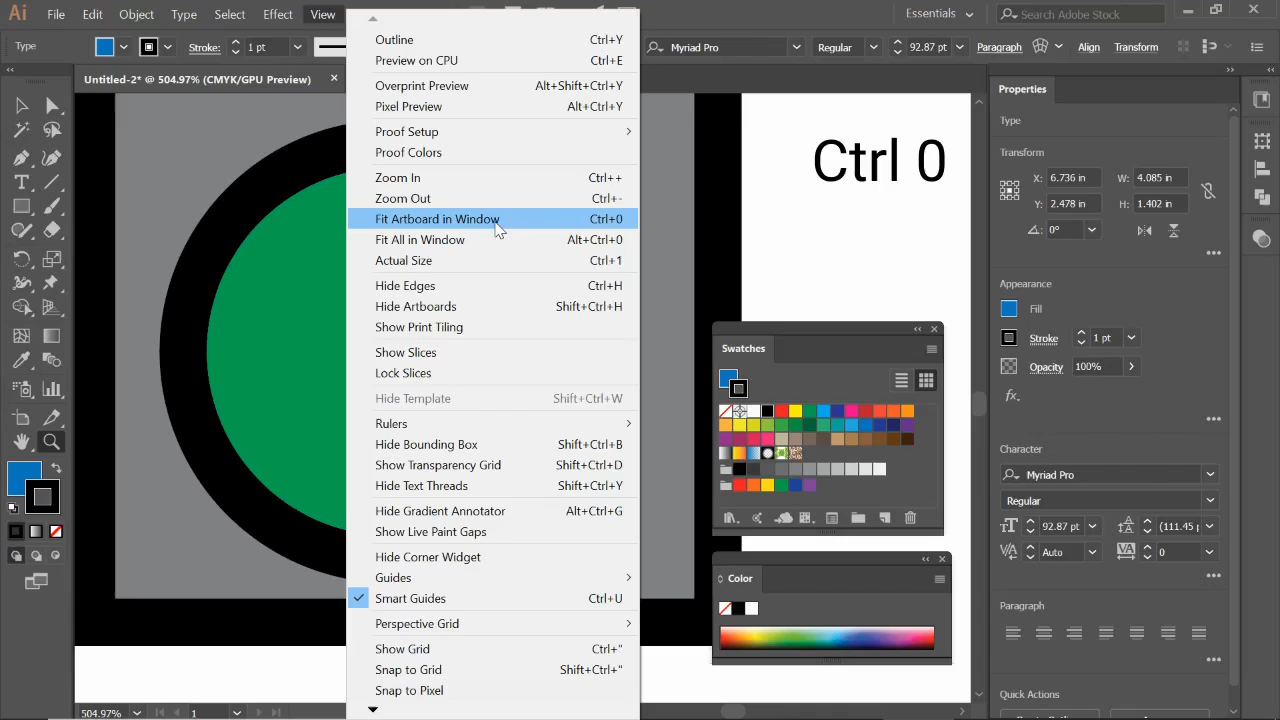 Ai File Edit Object Type Select Effect View Essentials Search Adobe Stock
Type Stroke: 1 pt Myriad Pro Regular 92.87 pt Paragraph Align Transform
Untitled-2* @ 504.97% (CMYK/GPU Preview)
Outline Ctrl+Y
Preview on CPU Ctrl+E
Overprint Preview Alt+Shift+Ctrl+Y
Pixel Preview Alt+Ctrl+Y
Proof Setup
Proof Colors
Zoom In Ctrl++
Zoom Out Ctrl+-
Fit Artboard in Window Ctrl+0
Fit All in Window Alt+Ctrl+0
Actual Size Ctrl+1
Hide Edges Ctrl+H
Hide Artboards Shift+Ctrl+H
Show Print Tiling
Show Slices
Lock Slices
Hide Template Shift+Ctrl+W
Rulers
Hide Bounding Box Shift+Ctrl+B
Show Transparency Grid Shift+Ctrl+D
Hide Text Threads Shift+Ctrl+Y
Hide Gradient Annotator Alt+Ctrl+G
Show Live Paint Gaps
Hide Corner Widget
Guides
Smart Guides Ctrl+U
Perspective Grid
Show Grid Ctrl+"
Snap to Grid Shift+Ctrl+"
Snap to Pixel
504.97% 1
Ctrl 0
Swatches
Color
Properties
Type
Transform
X: 6.736 in W: 4.085 in
Y: 2.478 in H: 1.402 in
0°
Appearance
Fill
Stroke 1 pt
Opacity 100%
fx.
Character
Myriad Pro
Regular
92.87 pt (111.45 p
Auto 0
Paragraph
Quick Actions